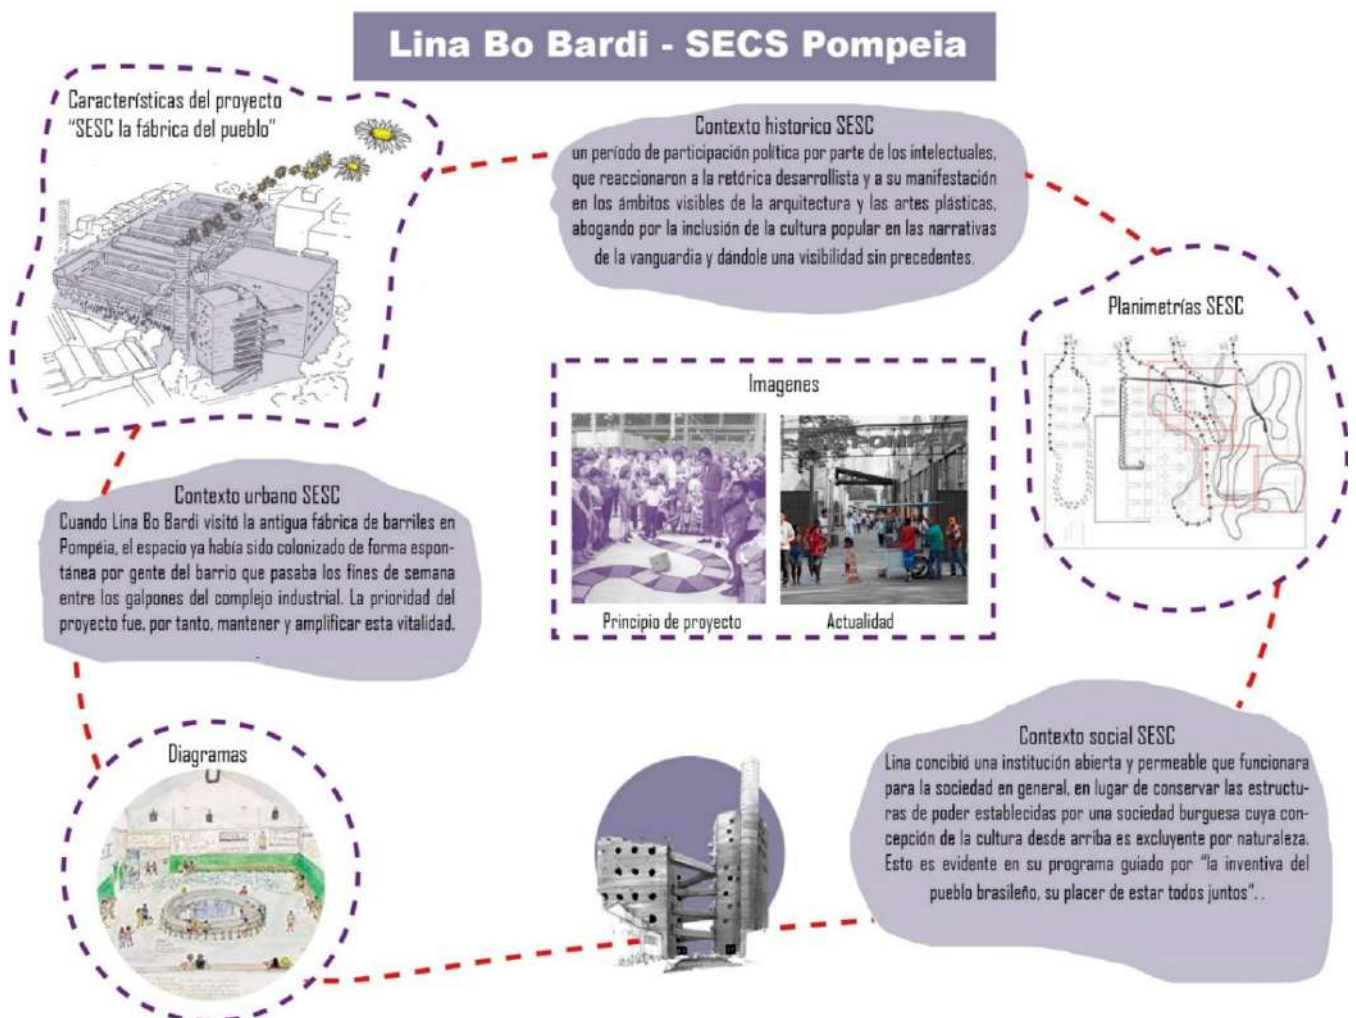 Lina Bo Bardi - SECS Pompeia
Características del proyecto
"SESC la fábrica del pueblo"
Contexto historico SESC
un período de participación política por parte de los intelectuales,
que reaccionaron a la retórica desarrollista y a su manifestación
en los ámbitos visibles de la arquitectura y las artes plásticas,
abogando por la inclusión de la cultura popular en las narrativas
de la vanguardia y dándole una visibilidad sin precedentes.
Planimetrías SESC
Imagenes
POMPEIA
Principio de proyecto
Actualidad
Contexto urbano SESC
Cuando Lina Bo Bardi visitó la antigua fábrica de barriles en
Pompéia, el espacio ya había sido colonizado de forma espon-
tánea por gente del barrio que pasaba los fines de semana
entre los galpones del complejo industrial. La prioridad del
proyecto fue, por tanto, mantener y amplificar esta vitalidad.
.
Diagramas
Contexto social SESC
Lina concibió una institución abierta y permeable que funcionara
para la sociedad en general, en lugar de conservar las estructu-
ras de poder establecidas por una sociedad burguesa cuya con-
cepción de la cultura desde arriba es excluyente por naturaleza.
Esto es evidente en su programa guiado por "la inventiva del
pueblo brasileño, su placer de estar todos juntos". .